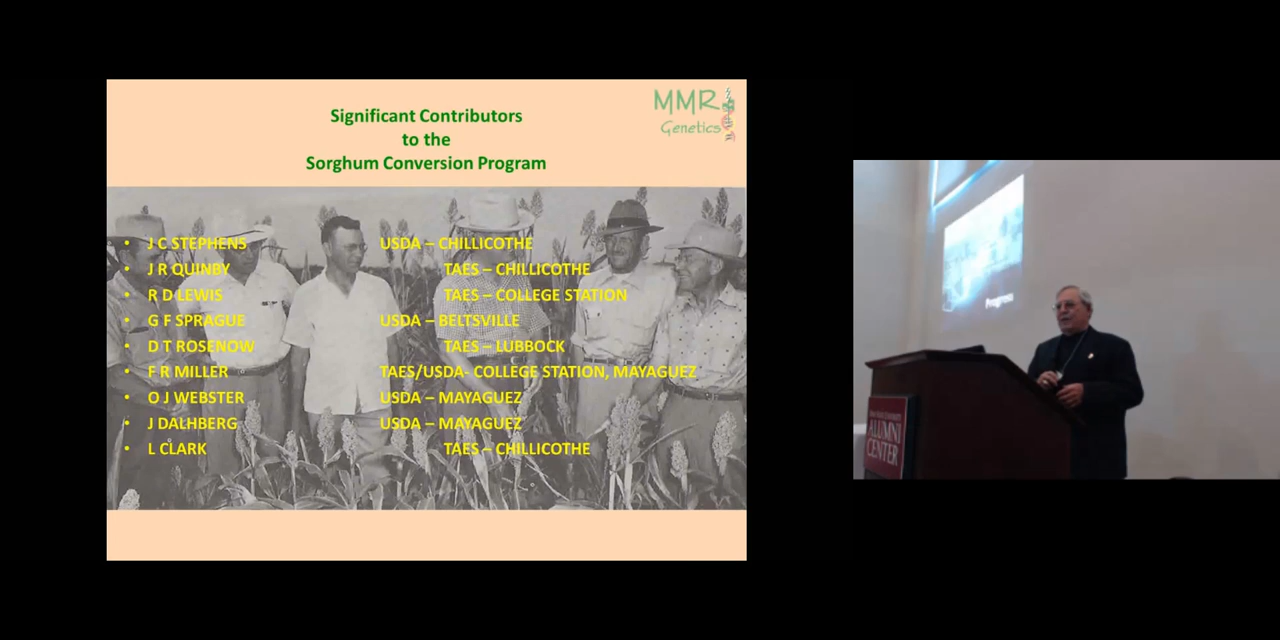 MMR
Genetics
Significant Contributors
to the
Sorghum Conversion Program
• J C STEPHENS USDA – CHILLICOTHE
• J R QUINBY TAES – CHILLICOTHE
• R D LEWIS TAES – COLLEGE STATION
• G F SPRAGUE USDA – BELTSVILLE
• D T ROSENOW TAES – LUBBOCK
• F R MILLER TAES/USDA- COLLEGE STATION, MAYAGUEZ
• O J WEBSTER USDA – MAYAGUEZ
• J DALHBERG USDA – MAYAGUEZ
• L CLARK TAES – CHILLICOTHE
Progress
ALUMNI
CENTER